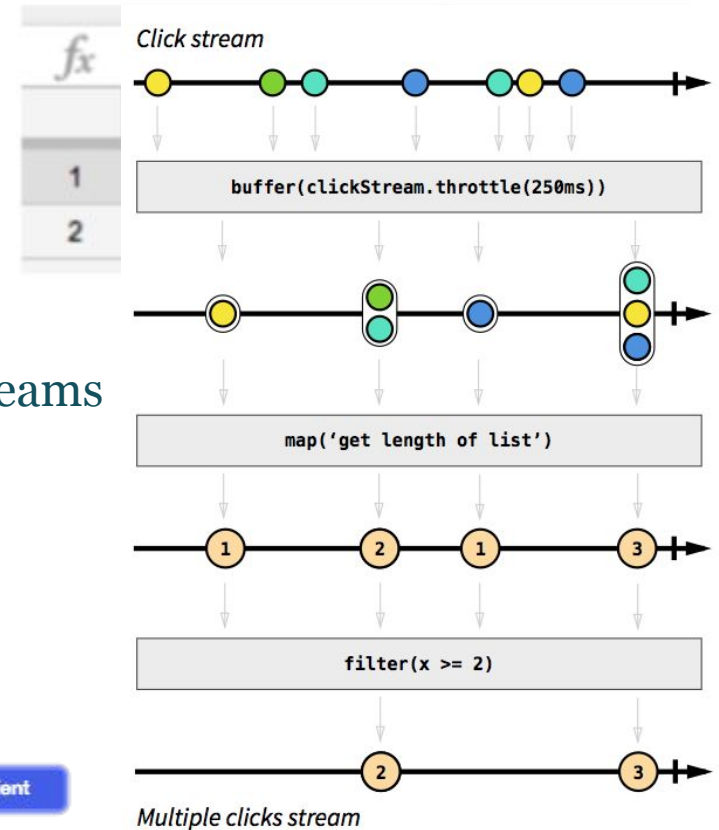 fx
Click stream
1
2
buffer(clickStream.throttle(250ms))
eams
map(‘get length of list’)
1 2 1 3
filter(x >= 2)
2 3
ient
Multiple clicks stream